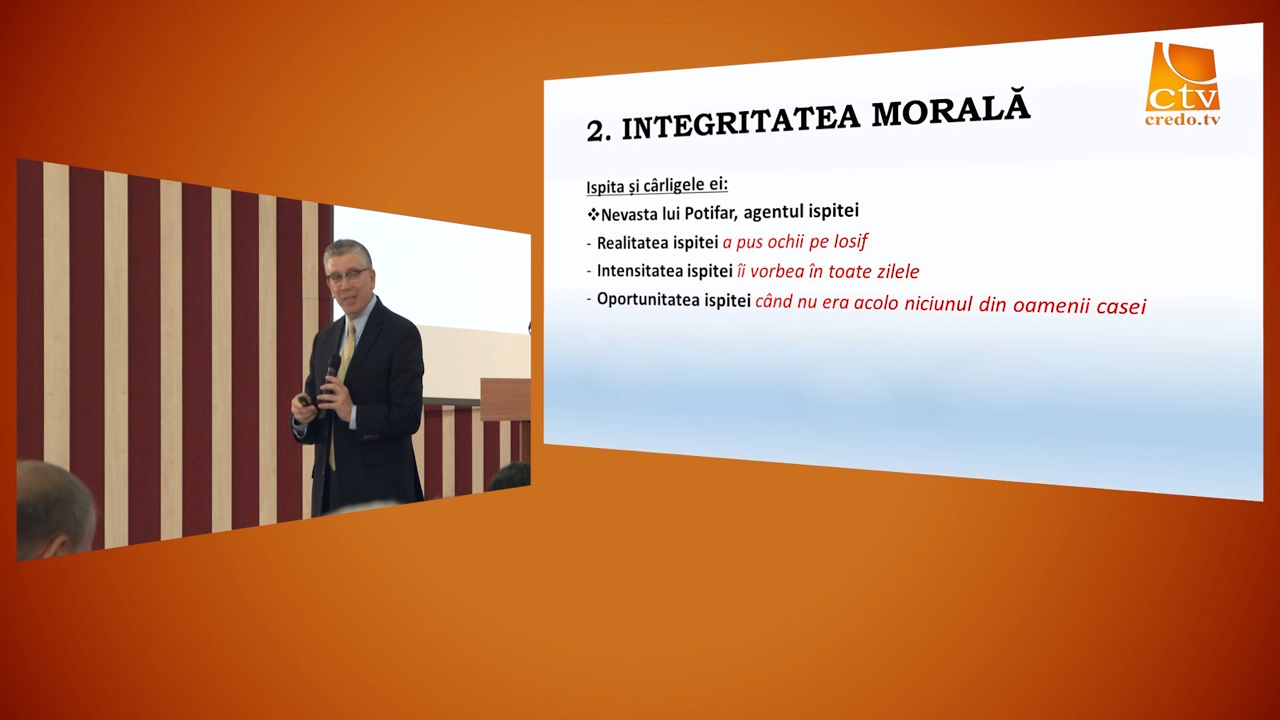 ctv
credo.tv
2. INTEGRITATEA MORALĂ
Ispita și cârligele ei:
❖Nevasta lui Potifar, agentul ispitei
- Realitatea ispitei a pus ochii pe Iosif
- Intensitatea ispitei îi vorbea în toate zilele
- Oportunitatea ispitei când nu era acolo niciunul din oamenii casei